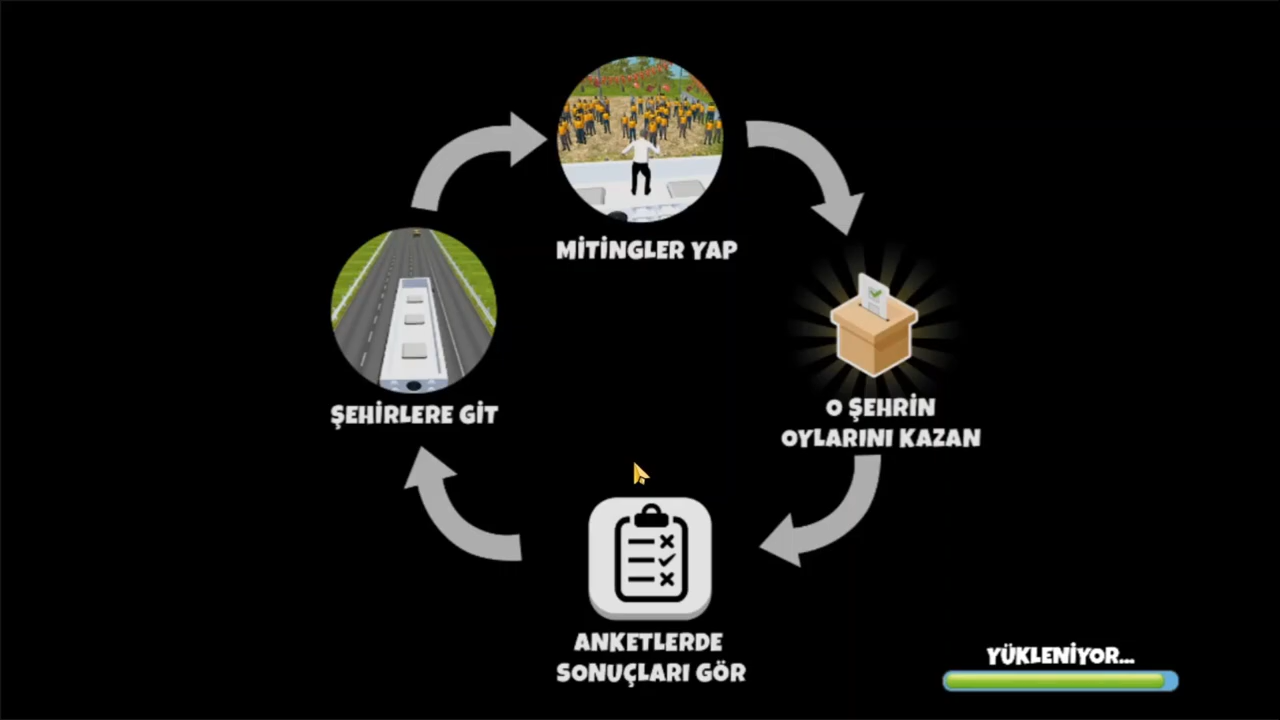 MİTİNGLER YAP
ŞEHİRLERE GİT
O ŞEHRİN
OYLARINI KAZAN
ANKETLERDE
SONUÇLARI GÖR
YÜKLENİYOR...